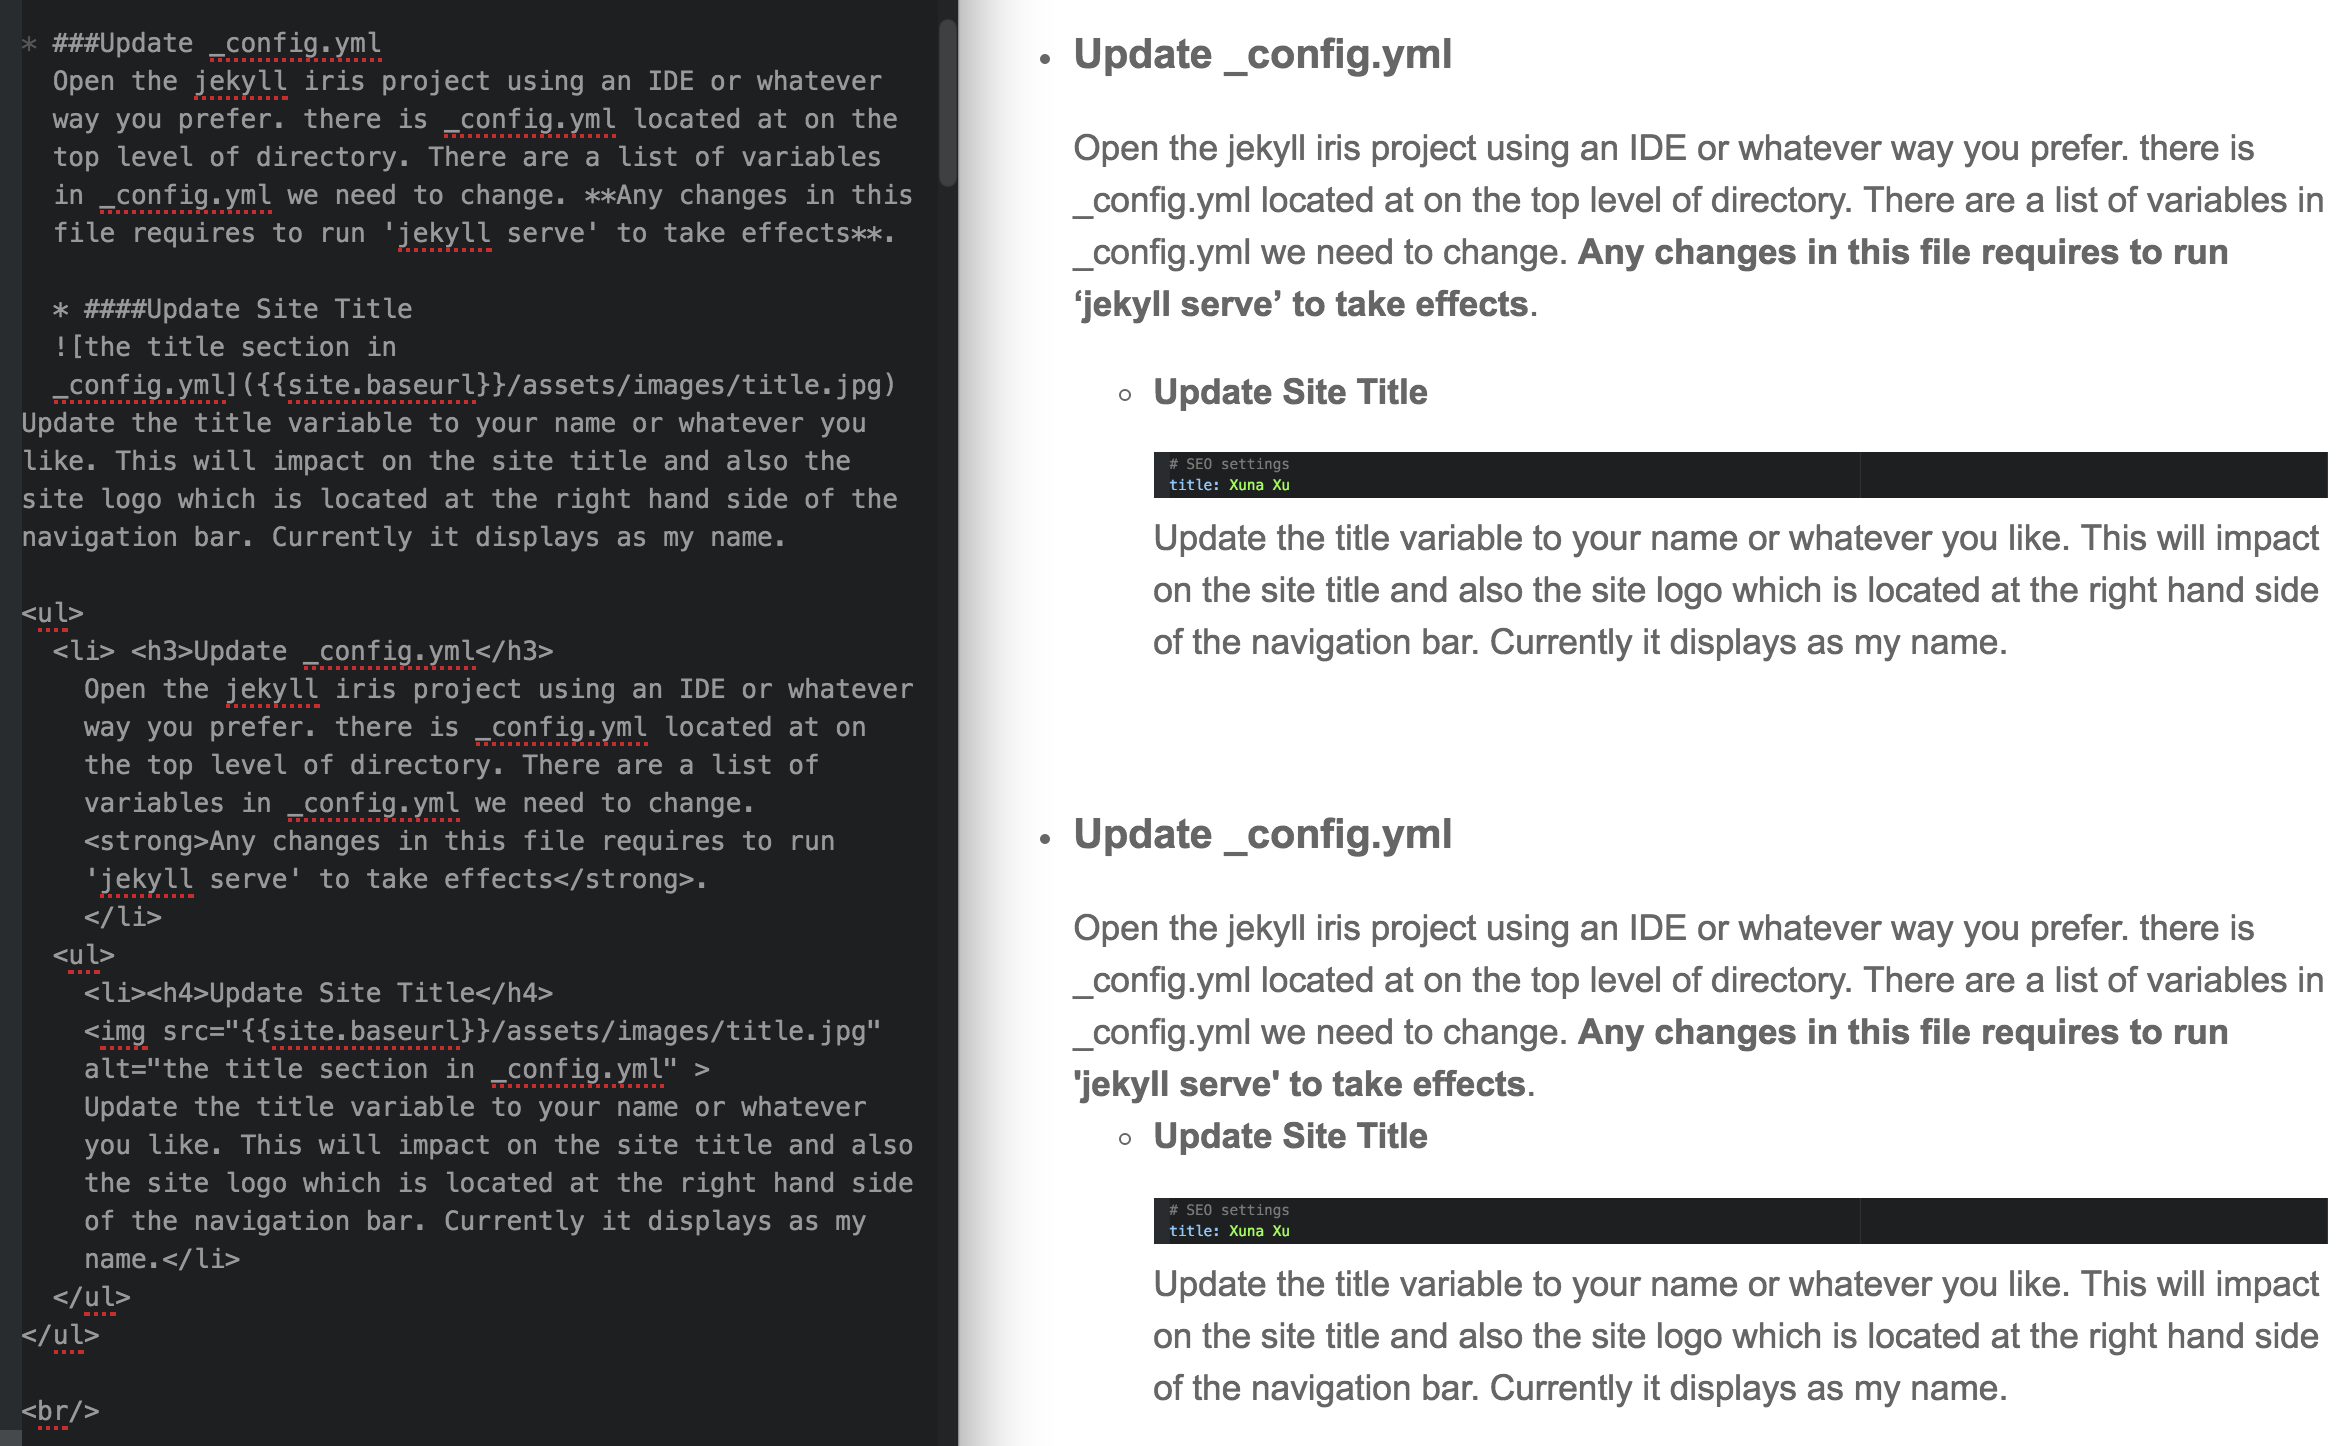 * ###Update _config.yml
Open the jekyll iris project using an IDE or whatever
way you prefer. there is _config.yml located at on the
top level of directory. There are a list of variables
in _config.yml we need to change. **Any changes in this
file requires to run 'jekyll serve' to take effects**.
* ####Update Site Title
![the title section in
_config.yml]({{site.baseurl}}/assets/images/title.jpg)
Update the title variable to your name or whatever you
like. This will impact on the site title and also the
site logo which is located at the right hand side of the
navigation bar. Currently it displays as my name.
<ul>
<li> <h3>Update _config.yml</h3>
Open the jekyll iris project using an IDE or whatever
way you prefer. there is _config.yml located at on
the top level of directory. There are a list of
variables in _config.yml we need to change.
<strong>Any changes in this file requires to run
'jekyll serve' to take effects</strong>.
</li>
<ul>
<li><h4>Update Site Title</h4>
<img src="{{site.baseurl}}/assets/images/title.jpg"
alt="the title section in _config.yml" >
Update the title variable to your name or whatever
you like. This will impact on the site title and also
the site logo which is located at the right hand side
of the navigation bar. Currently it displays as my
name.</li>
</ul>
</ul>
<br/>
• Update _config.yml
Open the jekyll iris project using an IDE or whatever way you prefer. there is
_config.yml located at on the top level of directory. There are a list of variables in
_config.yml we need to change. Any changes in this file requires to run
‘jekyll serve’ to take effects.
◦ Update Site Title
# SEO settings
title: Xuna Xu
Update the title variable to your name or whatever you like. This will impact
on the site title and also the site logo which is located at the right hand side
of the navigation bar. Currently it displays as my name.
• Update _config.yml
Open the jekyll iris project using an IDE or whatever way you prefer. there is
_config.yml located at on the top level of directory. There are a list of variables in
_config.yml we need to change. Any changes in this file requires to run
'jekyll serve' to take effects.
◦ Update Site Title
# SEO settings
title: Xuna Xu
Update the title variable to your name or whatever you like. This will impact
on the site title and also the site logo which is located at the right hand side
of the navigation bar. Currently it displays as my name.